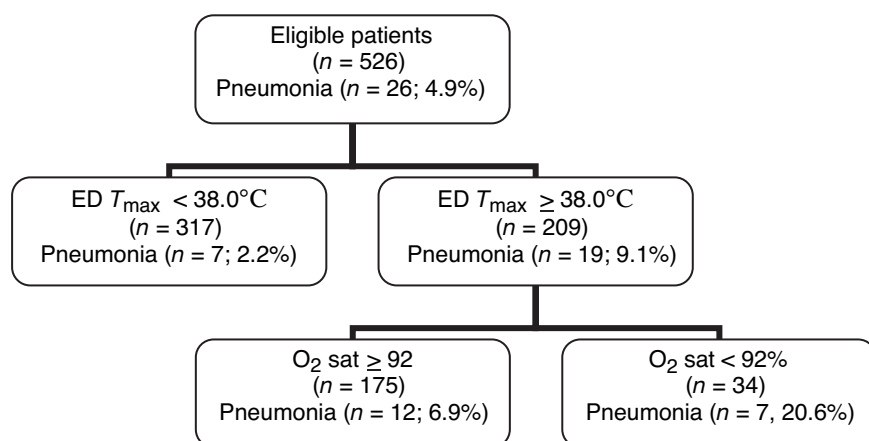 Eligible patients
(n = 526)
Pneumonia (n = 26; 4.9%)
ED Tmax < 38.0°C
(n = 317)
Pneumonia (n = 7; 2.2%)
ED Tmax ≥ 38.0°C
(n = 209)
Pneumonia (n = 19; 9.1%)
O2 sat ≥ 92
(n = 175)
Pneumonia (n = 12; 6.9%)
O2 sat < 92%
(n = 34)
Pneumonia (n = 7, 20.6%)